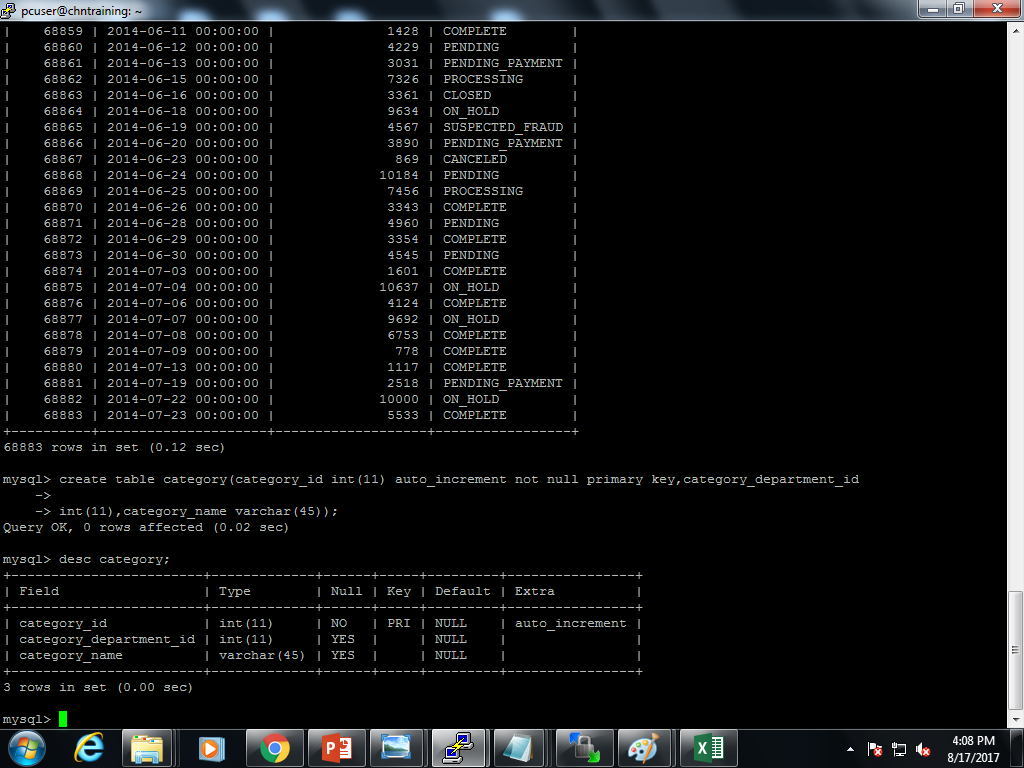 pcuser@chntraining: ~
| 68859 | 2014-06-11 00:00:00 | 1428 | COMPLETE |
| 68860 | 2014-06-12 00:00:00 | 4229 | PENDING |
| 68861 | 2014-06-13 00:00:00 | 3031 | PENDING_PAYMENT |
| 68862 | 2014-06-15 00:00:00 | 7326 | PROCESSING |
| 68863 | 2014-06-16 00:00:00 | 3361 | CLOSED |
| 68864 | 2014-06-18 00:00:00 | 9634 | ON_HOLD |
| 68865 | 2014-06-19 00:00:00 | 4567 | SUSPECTED_FRAUD |
| 68866 | 2014-06-20 00:00:00 | 3890 | PENDING_PAYMENT |
| 68867 | 2014-06-23 00:00:00 | 869 | CANCELED |
| 68868 | 2014-06-24 00:00:00 | 10184 | PENDING |
| 68869 | 2014-06-25 00:00:00 | 7456 | PROCESSING |
| 68870 | 2014-06-26 00:00:00 | 3343 | COMPLETE |
| 68871 | 2014-06-28 00:00:00 | 4960 | PENDING |
| 68872 | 2014-06-29 00:00:00 | 3354 | COMPLETE |
| 68873 | 2014-06-30 00:00:00 | 4545 | PENDING |
| 68874 | 2014-07-03 00:00:00 | 1601 | COMPLETE |
| 68875 | 2014-07-04 00:00:00 | 10637 | ON_HOLD |
| 68876 | 2014-07-06 00:00:00 | 4124 | COMPLETE |
| 68877 | 2014-07-07 00:00:00 | 9692 | ON_HOLD |
| 68878 | 2014-07-08 00:00:00 | 6753 | COMPLETE |
| 68879 | 2014-07-09 00:00:00 | 778 | COMPLETE |
| 68880 | 2014-07-13 00:00:00 | 1117 | COMPLETE |
| 68881 | 2014-07-19 00:00:00 | 2518 | PENDING_PAYMENT |
| 68882 | 2014-07-22 00:00:00 | 10000 | ON_HOLD |
| 68883 | 2014-07-23 00:00:00 | 5533 | COMPLETE |
+----------+---------------------+-------------------+-----------------+
68883 rows in set (0.12 sec)
mysql> create table category(category_id int(11) auto_increment not null primary key,category_department_id
->
-> int(11),category_name varchar(45));
Query OK, 0 rows affected (0.02 sec)
mysql> desc category;
+------------------------+-------------+------+-----+---------+----------------+
| Field | Type | Null | Key | Default | Extra |
+------------------------+-------------+------+-----+---------+----------------+
| category_id | int(11) | NO | PRI | NULL | auto_increment |
| category_department_id | int(11) | YES | | NULL | |
| category_name | varchar(45) | YES | | NULL | |
+------------------------+-------------+------+-----+---------+----------------+
3 rows in set (0.00 sec)
mysql>
4:08 PM
8/17/2017